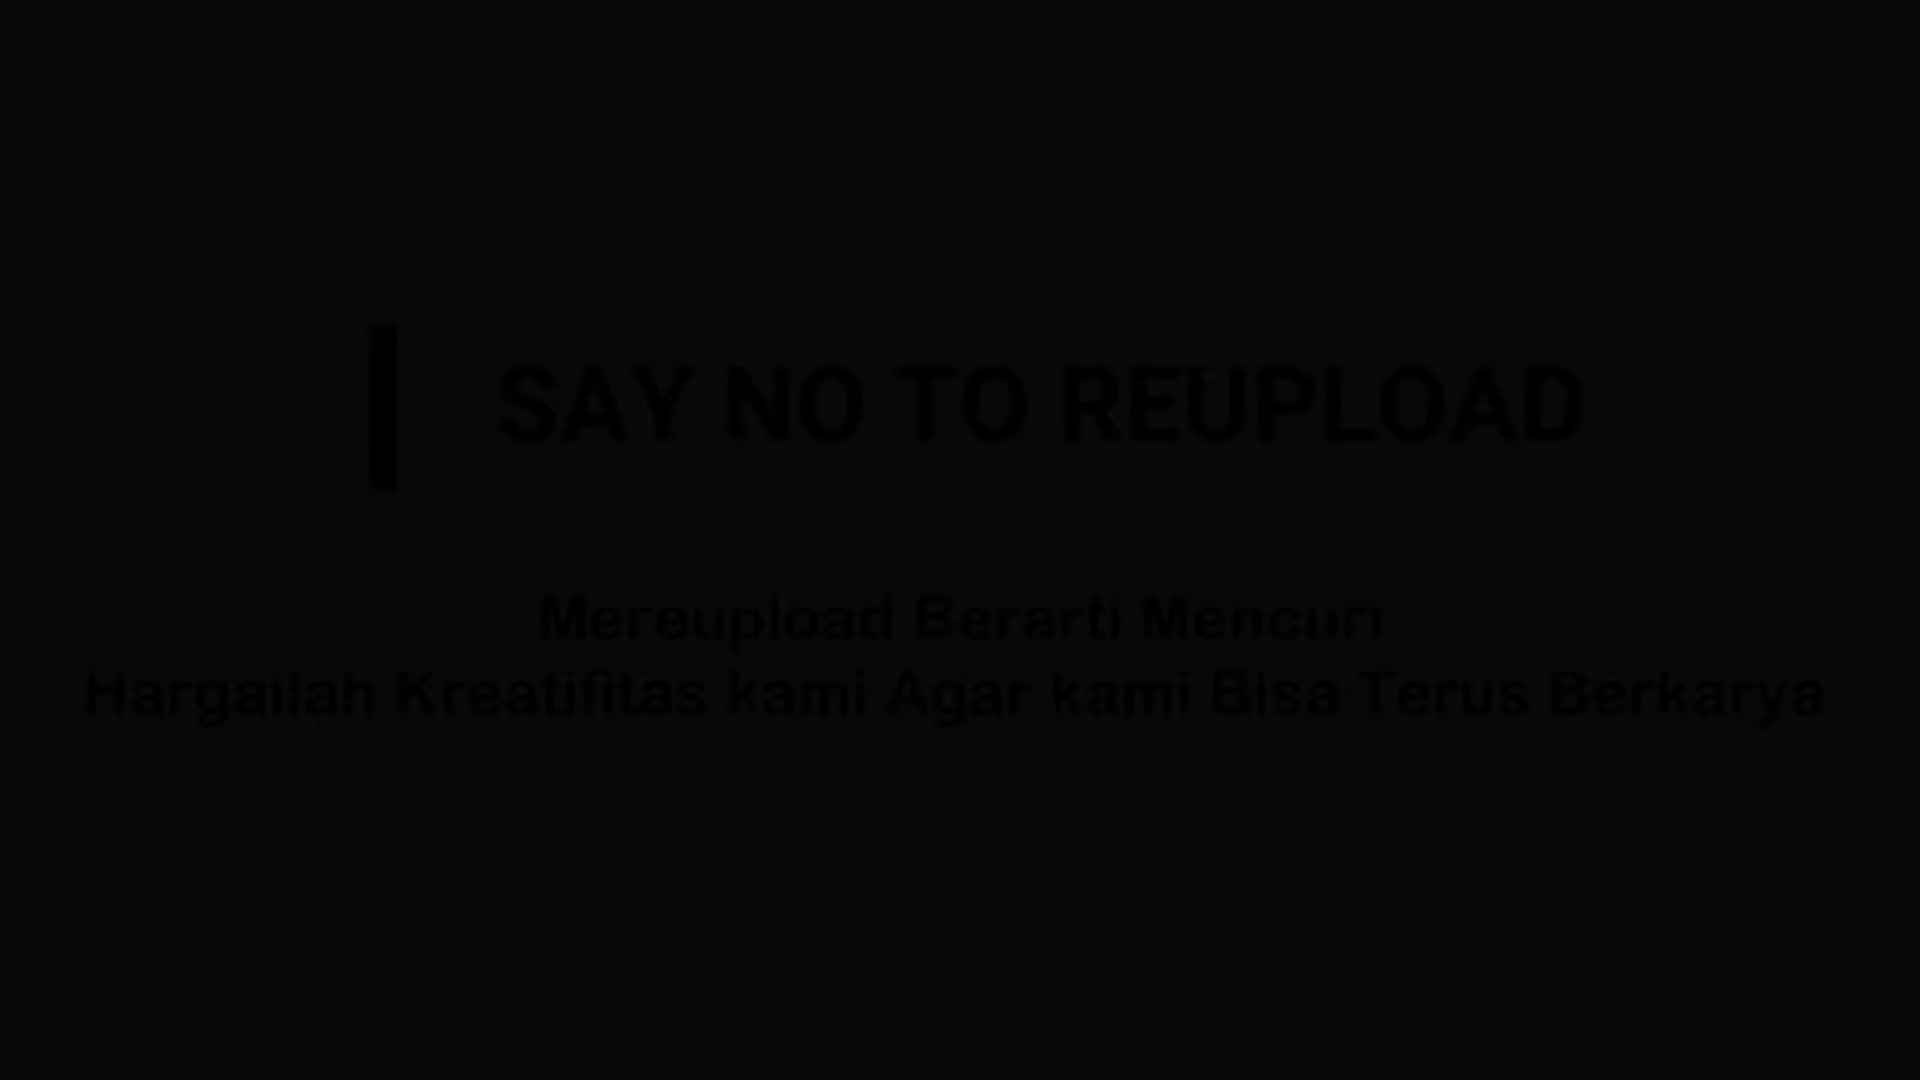 SAY NO TO REUPLOAD
Mereupload Berarti Mencuri
Hargailah Kreatifitas kami Agar kami Bisa Terus Berkarya